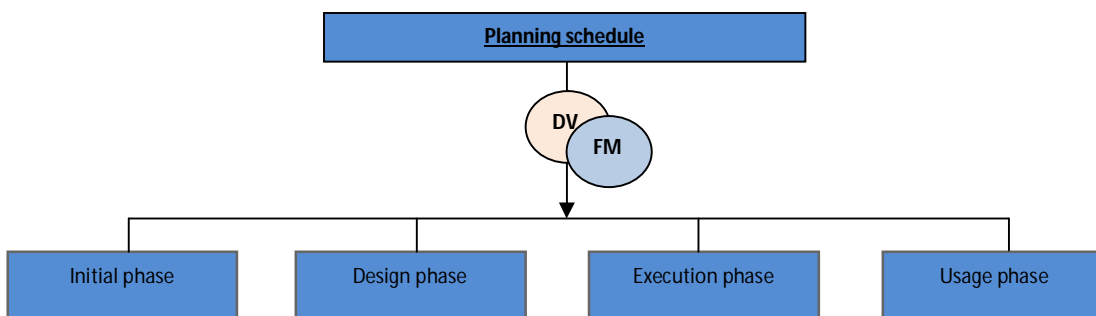 Planning schedule
DV
FM
Initial phase
Design phase
Execution phase
Usage phase